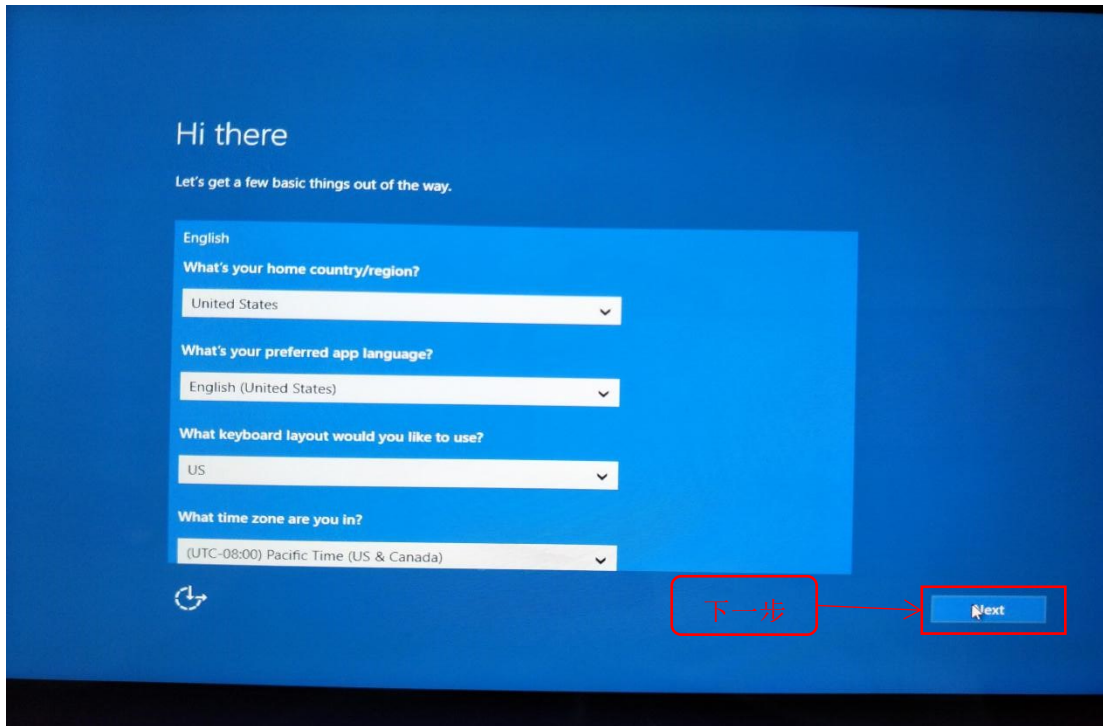 Hi there
Let's get a few basic things out of the way.
English
What's your home country/region?
United States
What's your preferred app language?
English (United States)
What keyboard layout would you like to use?
US
What time zone are you in?
(UTC-08:00) Pacific Time (US & Canada)
下一步
Next